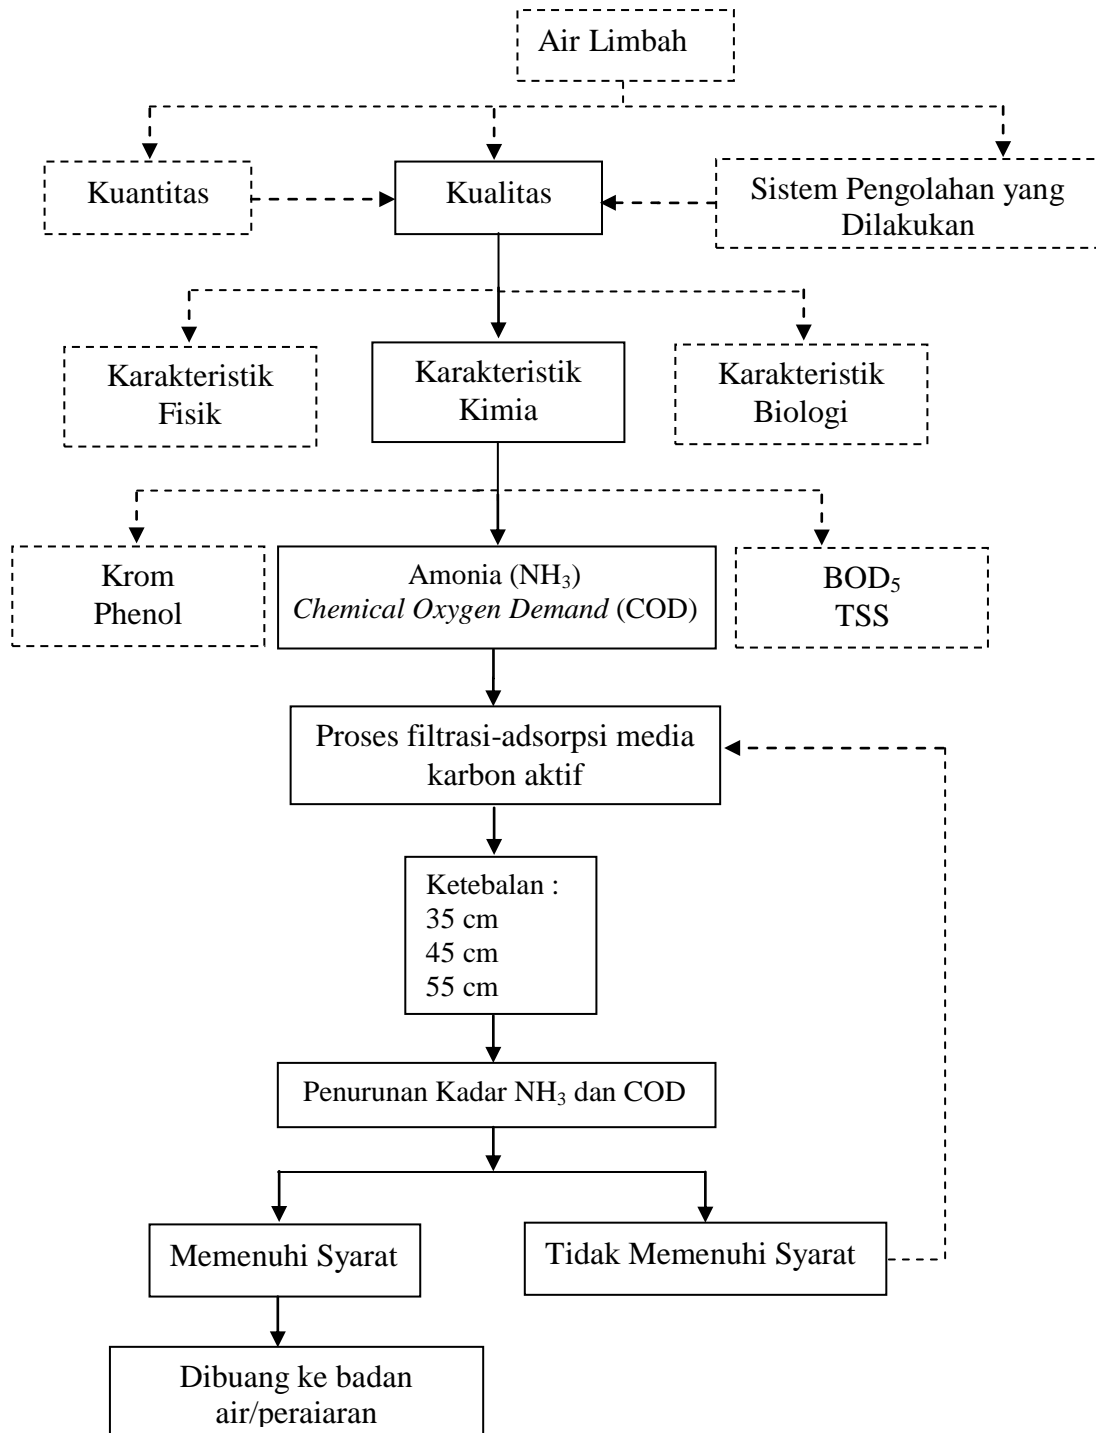 Air Limbah
Kuantitas
Kualitas
Sistem Pengolahan yang
Dilakukan
Karakteristik
Fisik
Karakteristik
Kimia
Karakteristik
Biologi
Krom
Phenol
Amonia (NH₃)
Chemical Oxygen Demand (COD)
BOD₅
TSS
Proses filtrasi-adsorpsi media
karbon aktif
Ketebalan :
35 cm
45 cm
55 cm
Penurunan Kadar NH₃ dan COD
Memenuhi Syarat
Tidak Memenuhi Syarat
Dibuang ke badan
air/peraiaran